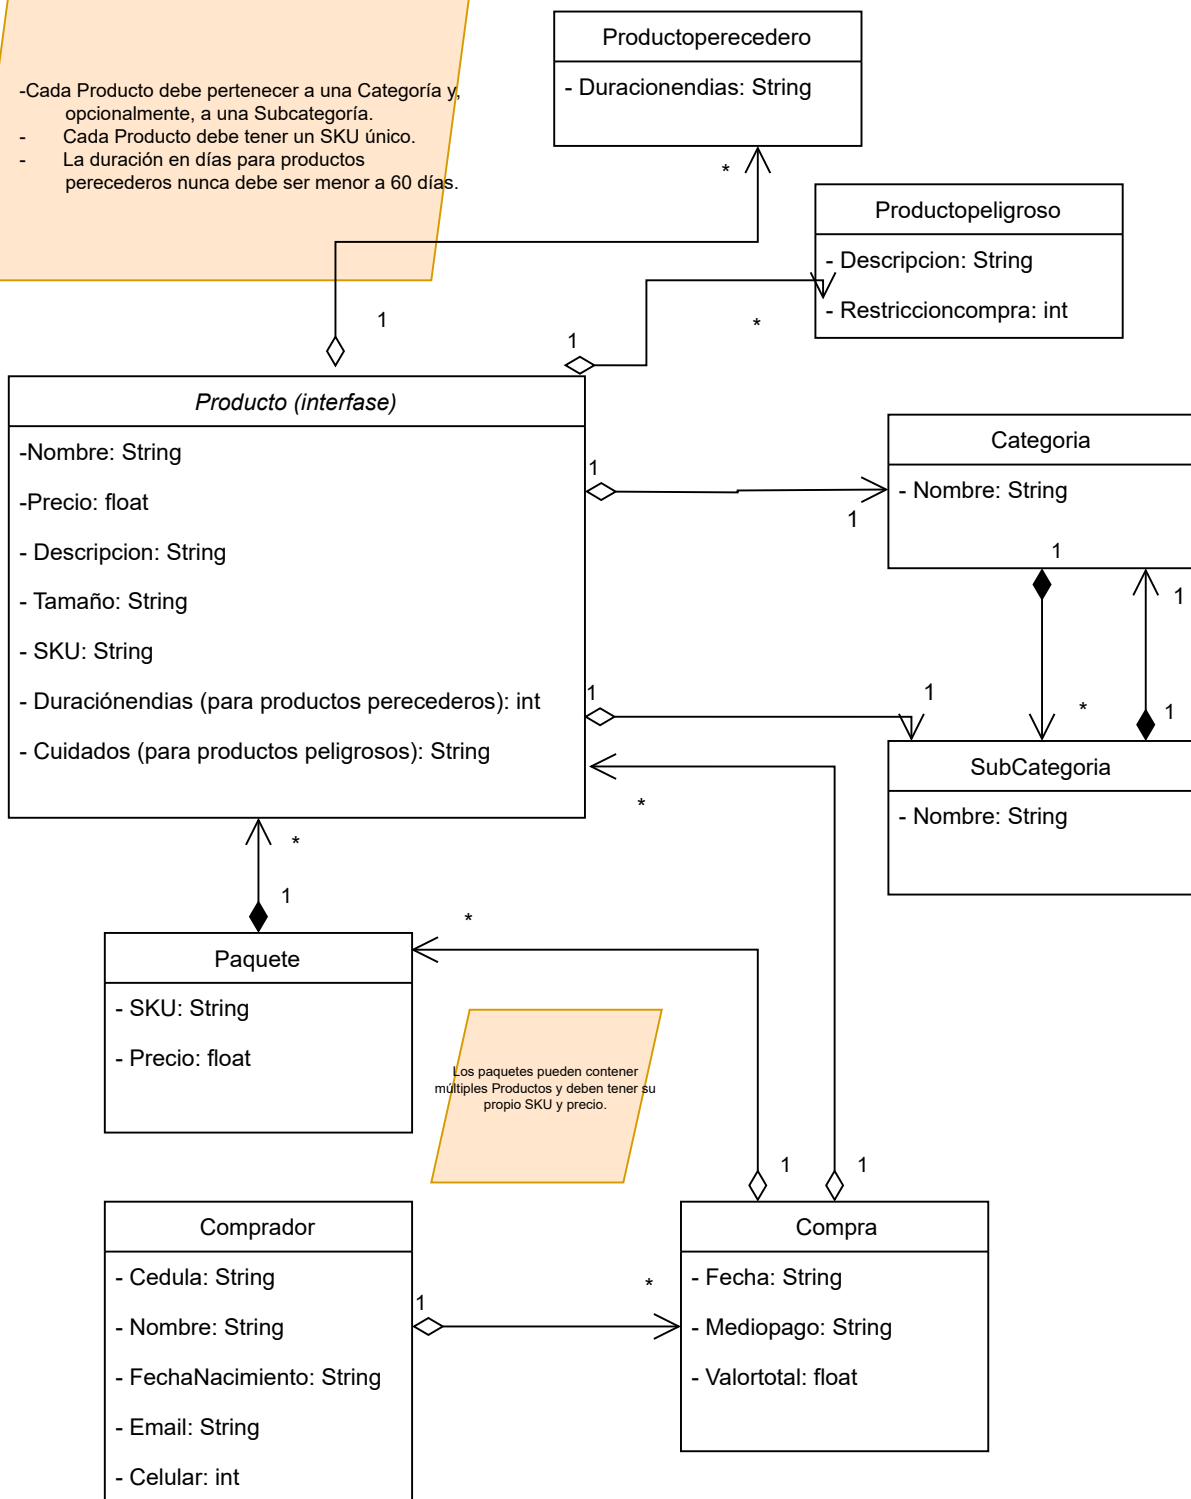 Productoperecedero
- Duracionendias: String
-Cada Producto debe pertenecer a una Categoría y,
opcionalmente, a una Subcategoría.
- Cada Producto debe tener un SKU único.
- La duración en días para productos
perecederos nunca debe ser menor a 60 días.
*
Productopeligroso
- Descripcion: String
- Restriccioncompra: int
1
*
1
Producto (interfase)
-Nombre: String
-Precio: float
- Descripcion: String
- Tamaño: String
- SKU: String
- Duraciónendias (para productos perecederos): int
- Cuidados (para productos peligrosos): String
Categoria
- Nombre: String
1
1
1
1
*
1
1
1
SubCategoria
- Nombre: String
*
*
1
*
Paquete
- SKU: String
- Precio: float
Los paquetes pueden contener
múltiples Productos y deben tener su
propio SKU y precio.
1
1
Comprador
- Cedula: String
- Nombre: String
- FechaNacimiento: String
- Email: String
- Celular: int
1
*
Compra
- Fecha: String
- Mediopago: String
- Valortotal: float